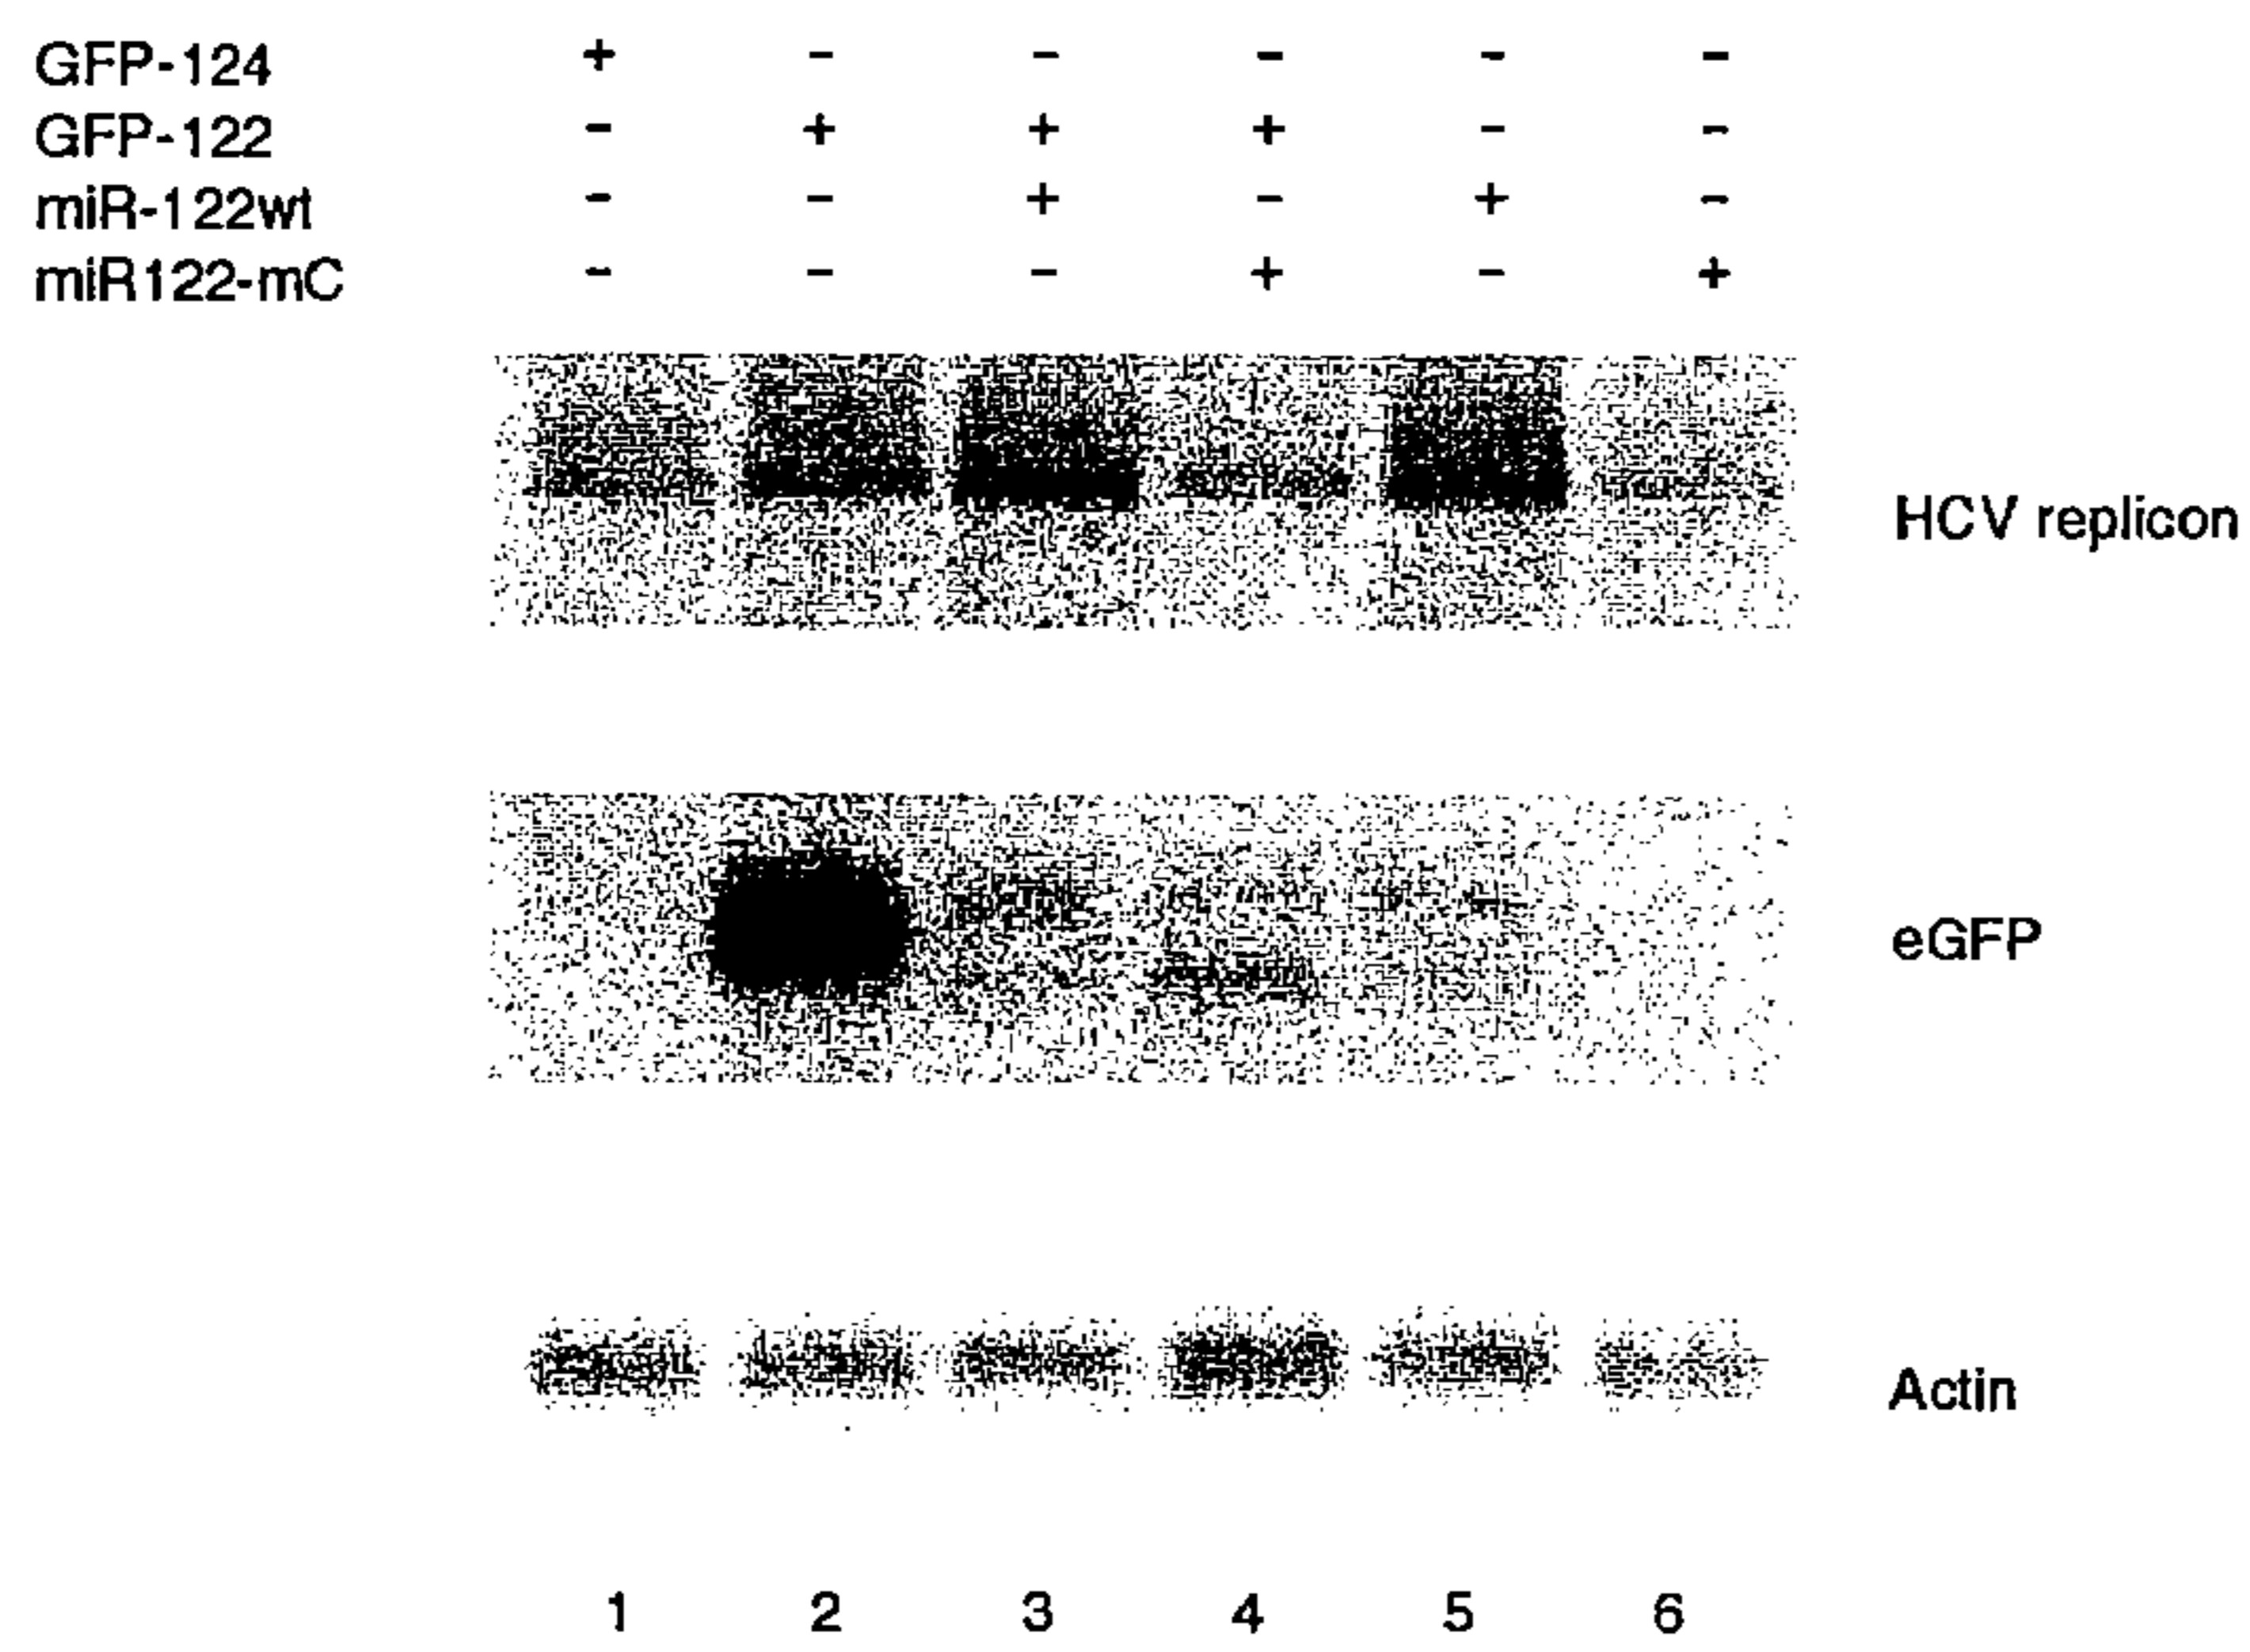 GFP-124 + - - - - -
GFP-122 - + + + - -
miR-122wt - - + - + -
miR122-mC - - - + - +
HCV replicon
eGFP
Actin
1 2 3 4 5 6